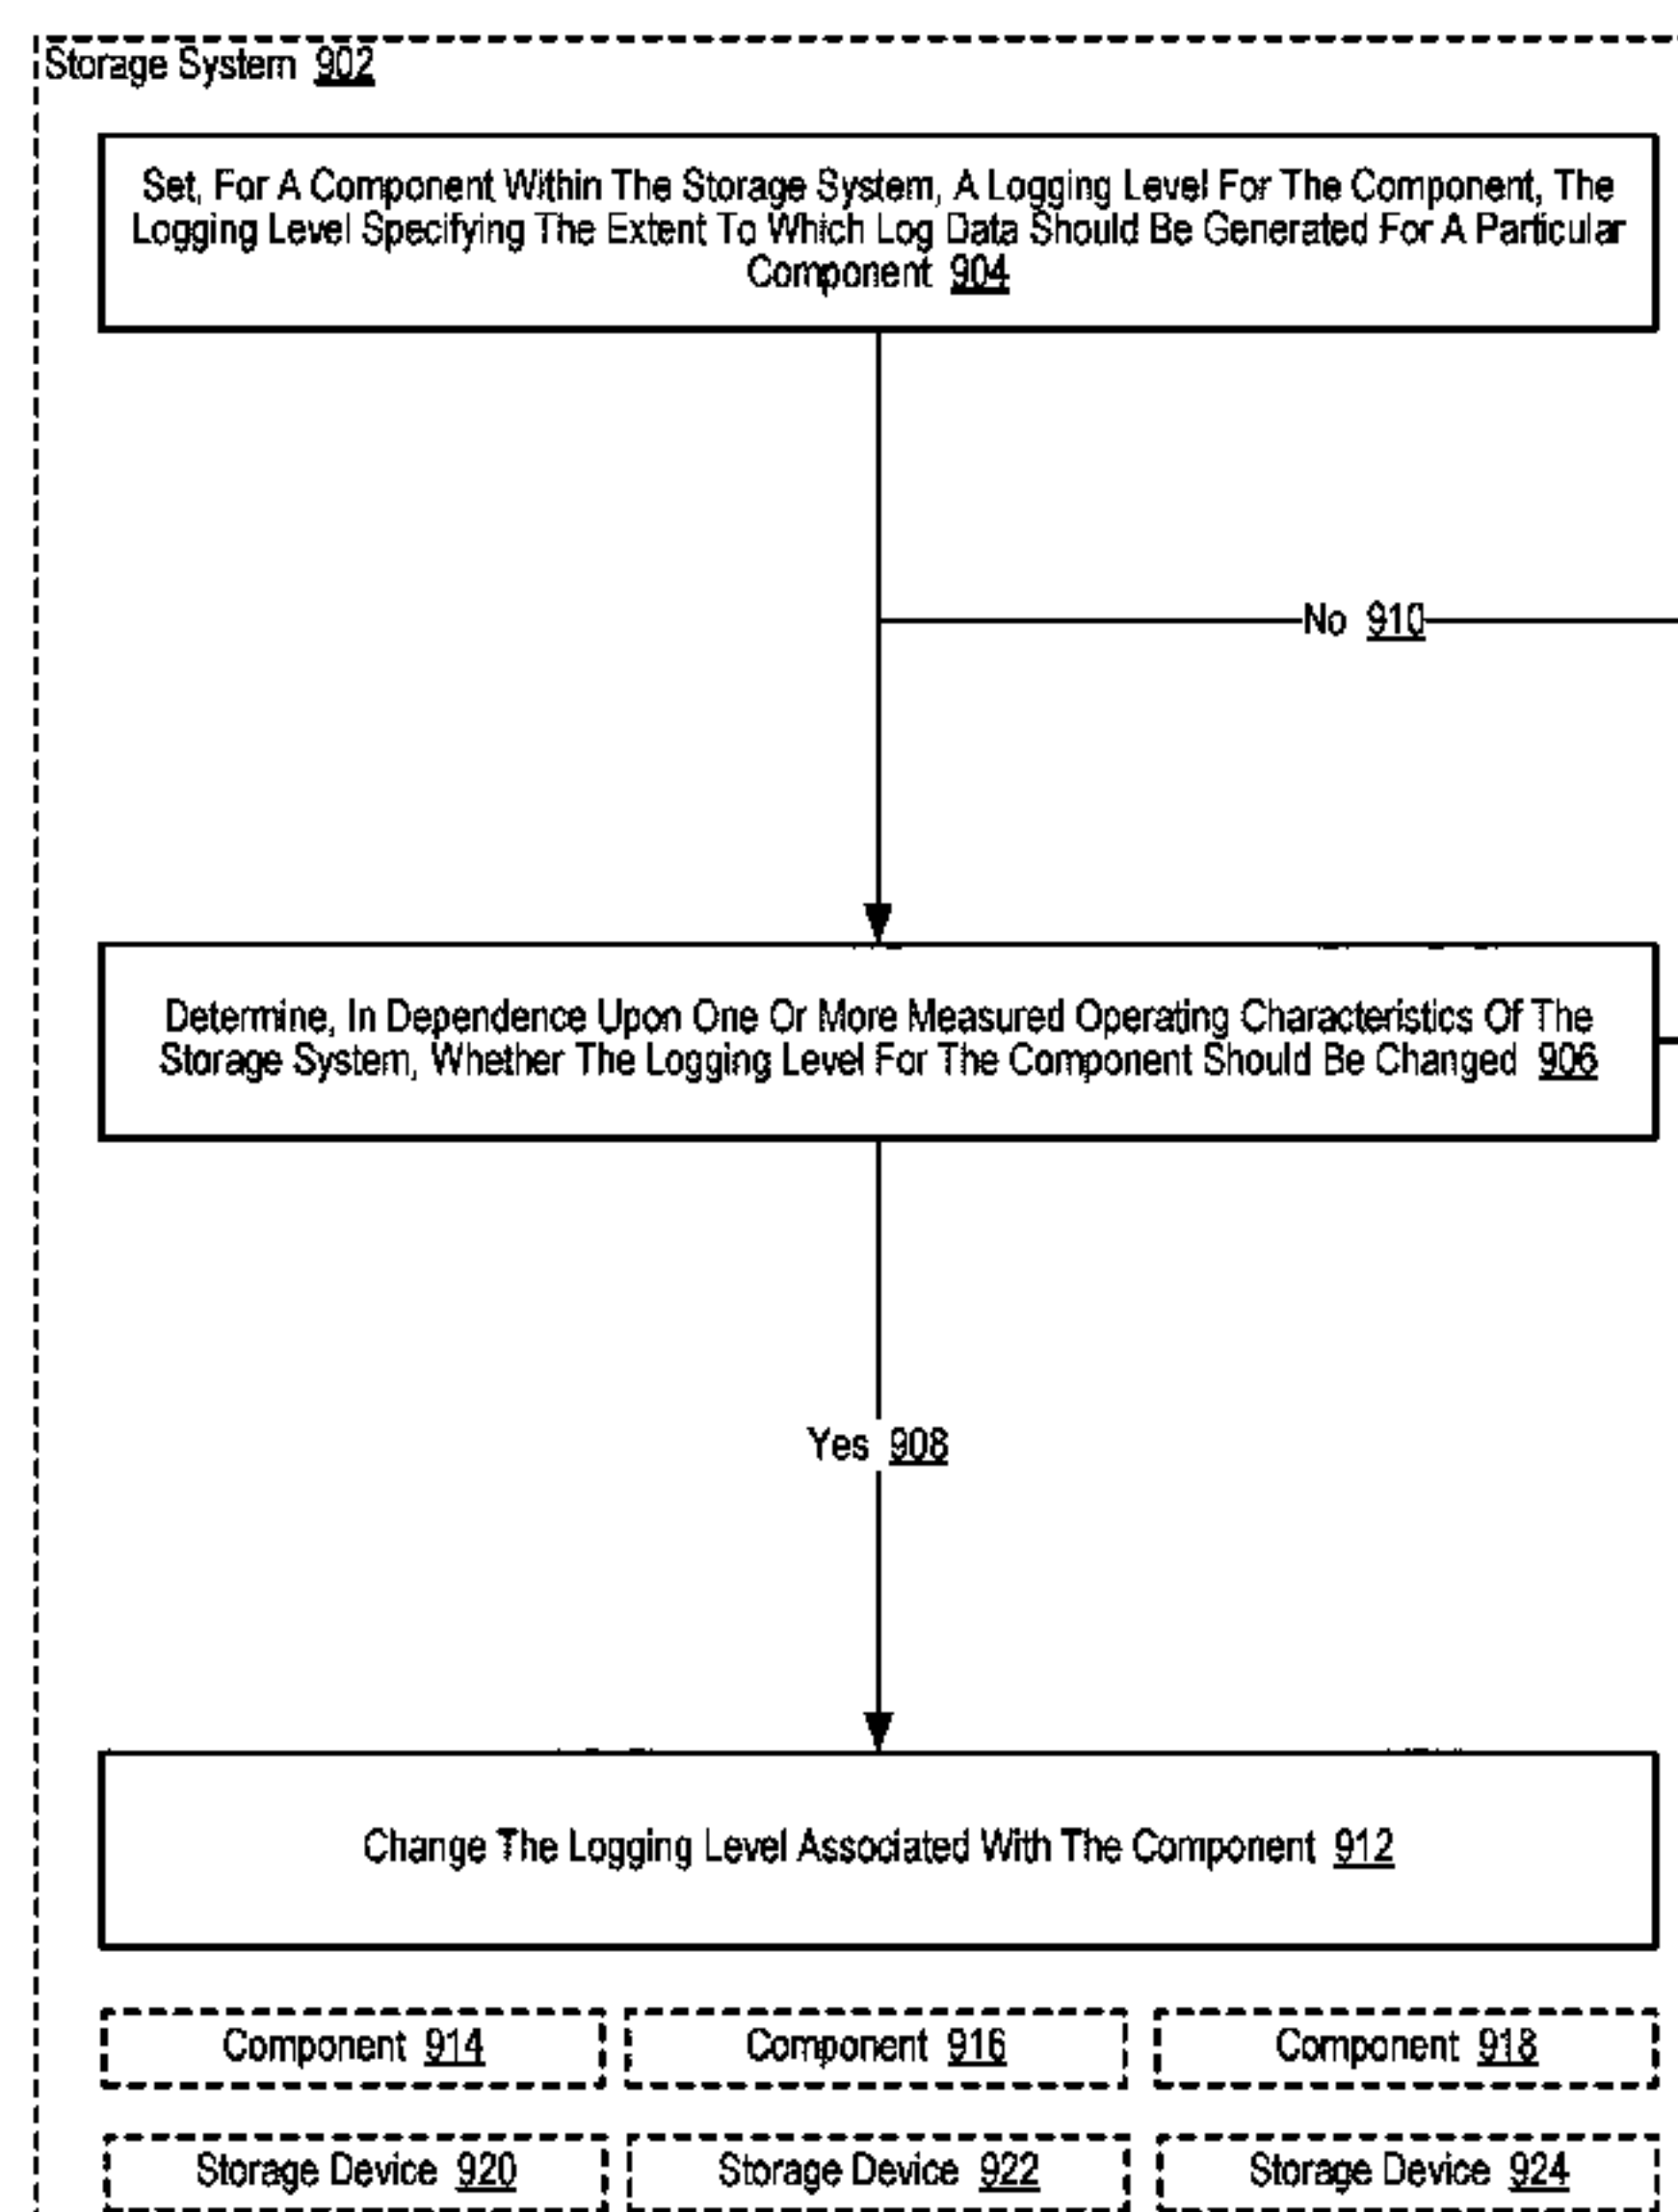 Storage System 902
Set, For A Component Within The Storage System, A Logging Level For The Component, The
Logging Level Specifying The Extent To Which Log Data Should Be Generated For A Particular
Component 904
No 910
Determine, In Dependence Upon One Or More Measured Operating Characteristics Of The
Storage System, Whether The Logging Level For The Component Should Be Changed 906
Yes 908
Change The Logging Level Associated With The Component 912
Component 914
Component 916
Component 918
Storage Device 920
Storage Device 922
Storage Device 924